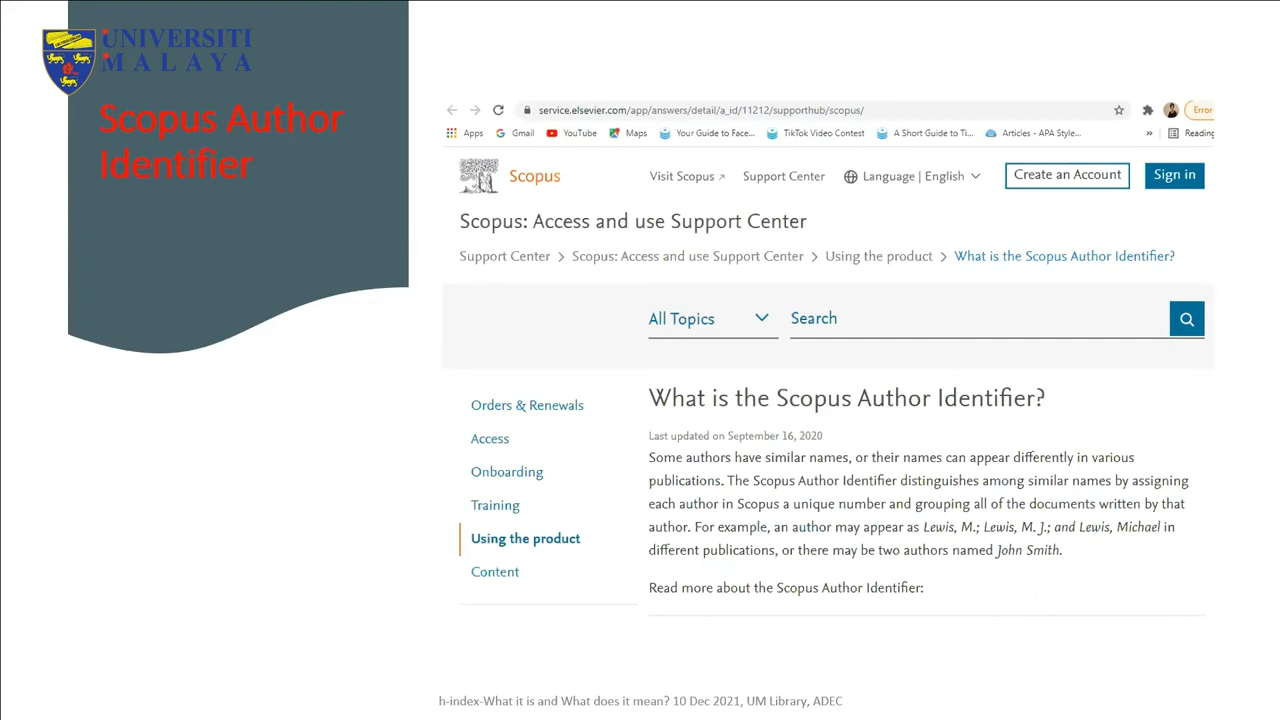 UNIVERSITI
MALAYA
Scopus Author
Identifier
service.elsevier.com/app/answers/detail/a_id/11212/supporthub/scopus/
Error
Apps
Gmail
YouTube
Maps
Your Guide to Face...
TikTok Video Contest
A Short Guide to Ti...
Articles - APA Style...
»
Reading
Scopus
Visit Scopus ↗
Support Center
Language | English
Create an Account
Sign in
Scopus: Access and use Support Center
Support Center > Scopus: Access and use Support Center > Using the product > What is the Scopus Author Identifier?
All Topics
Search
Orders & Renewals
Access
Onboarding
Training
Using the product
Content
What is the Scopus Author Identifier?
Last updated on September 16, 2020
Some authors have similar names, or their names can appear differently in various
publications. The Scopus Author Identifier distinguishes among similar names by assigning
each author in Scopus a unique number and grouping all of the documents written by that
author. For example, an author may appear as Lewis, M.; Lewis, M. J.; and Lewis, Michael in
different publications, or there may be two authors named John Smith.
Read more about the Scopus Author Identifier:
h-index-What it is and What does it mean? 10 Dec 2021, UM Library, ADEC